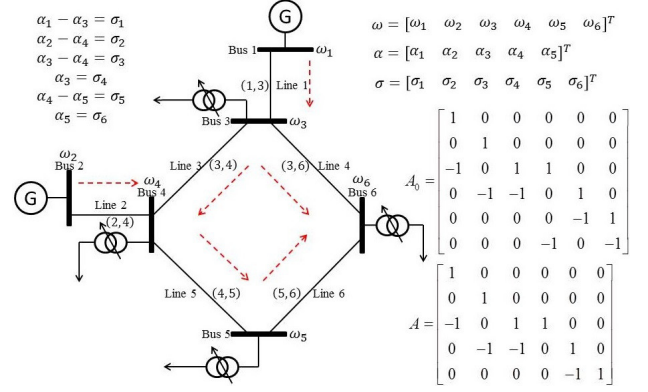 α₁ − α₃ = σ₁
α₂ − α₄ = σ₂
α₃ − α₄ = σ₃
α₃ = σ₄
α₄ − α₅ = σ₅
α₅ = σ₆
G
Bus 1 ω₁
(1,3) Line 1
Bus 3 ω₃
ω₂
Bus 2
ω₄
Bus 4
Line 3 (3,4)
(3,6) Line 4
ω₆
Bus 6
G
Line 2
(2,4)
Line 5 (4,5)
(5,6) Line 6
Bus 5 ω₅
ω = [ω₁ ω₂ ω₃ ω₄ ω₅ ω₆]ᵀ
α = [α₁ α₂ α₃ α₄ α₅]ᵀ
σ = [σ₁ σ₂ σ₃ σ₄ σ₅ σ₆]ᵀ
1 0 0 0 0 0
0 1 0 0 0 0
A₀ = −1 0 1 1 0 0
0 −1 −1 0 1 0
0 0 0 0 −1 1
0 0 0 −1 0 −1
1 0 0 0 0 0
0 1 0 0 0 0
A = −1 0 1 1 0 0
0 −1 −1 0 1 0
0 0 0 0 −1 1